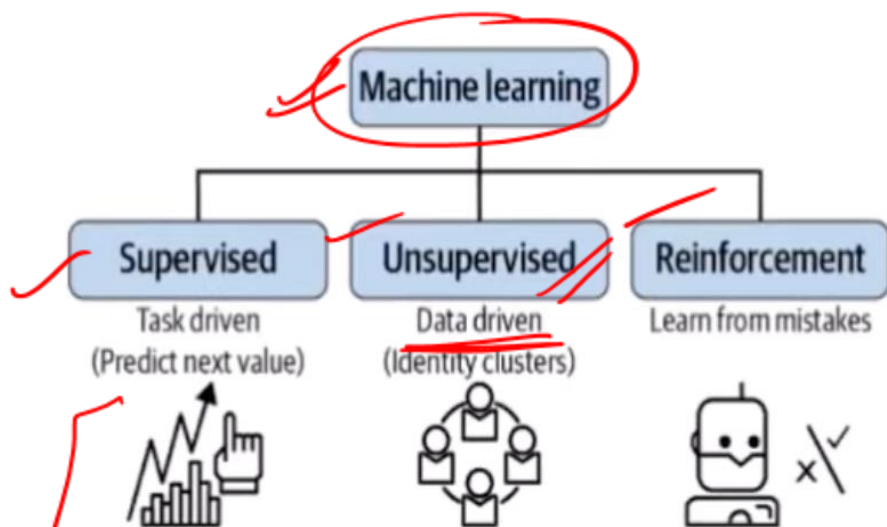 Machine learning
Supervised
Unsupervised
Reinforcement
Task driven
(Predict next value)
Data driven
(Identity clusters)
Learn from mistakes